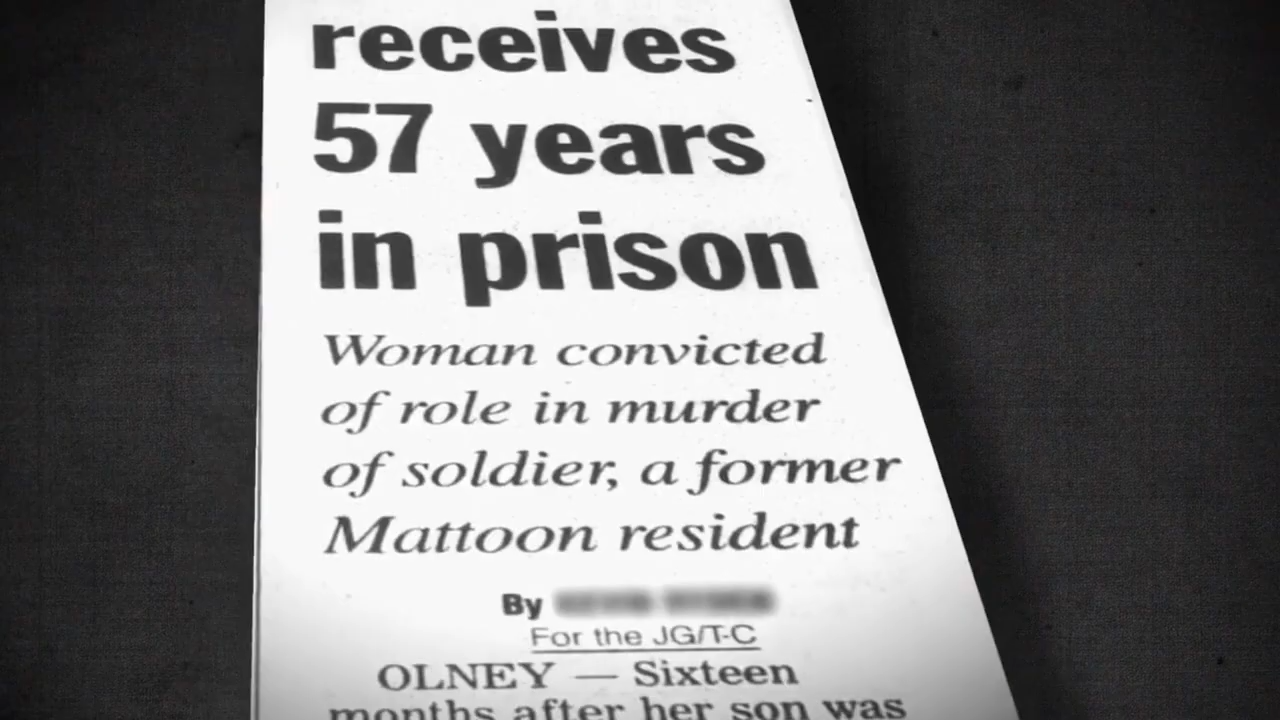 receives
57 years
in prison
Woman convicted
of role in murder
of soldier, a former
Mattoon resident
By
For the JG/T-C
OLNEY — Sixteen
months after her son was